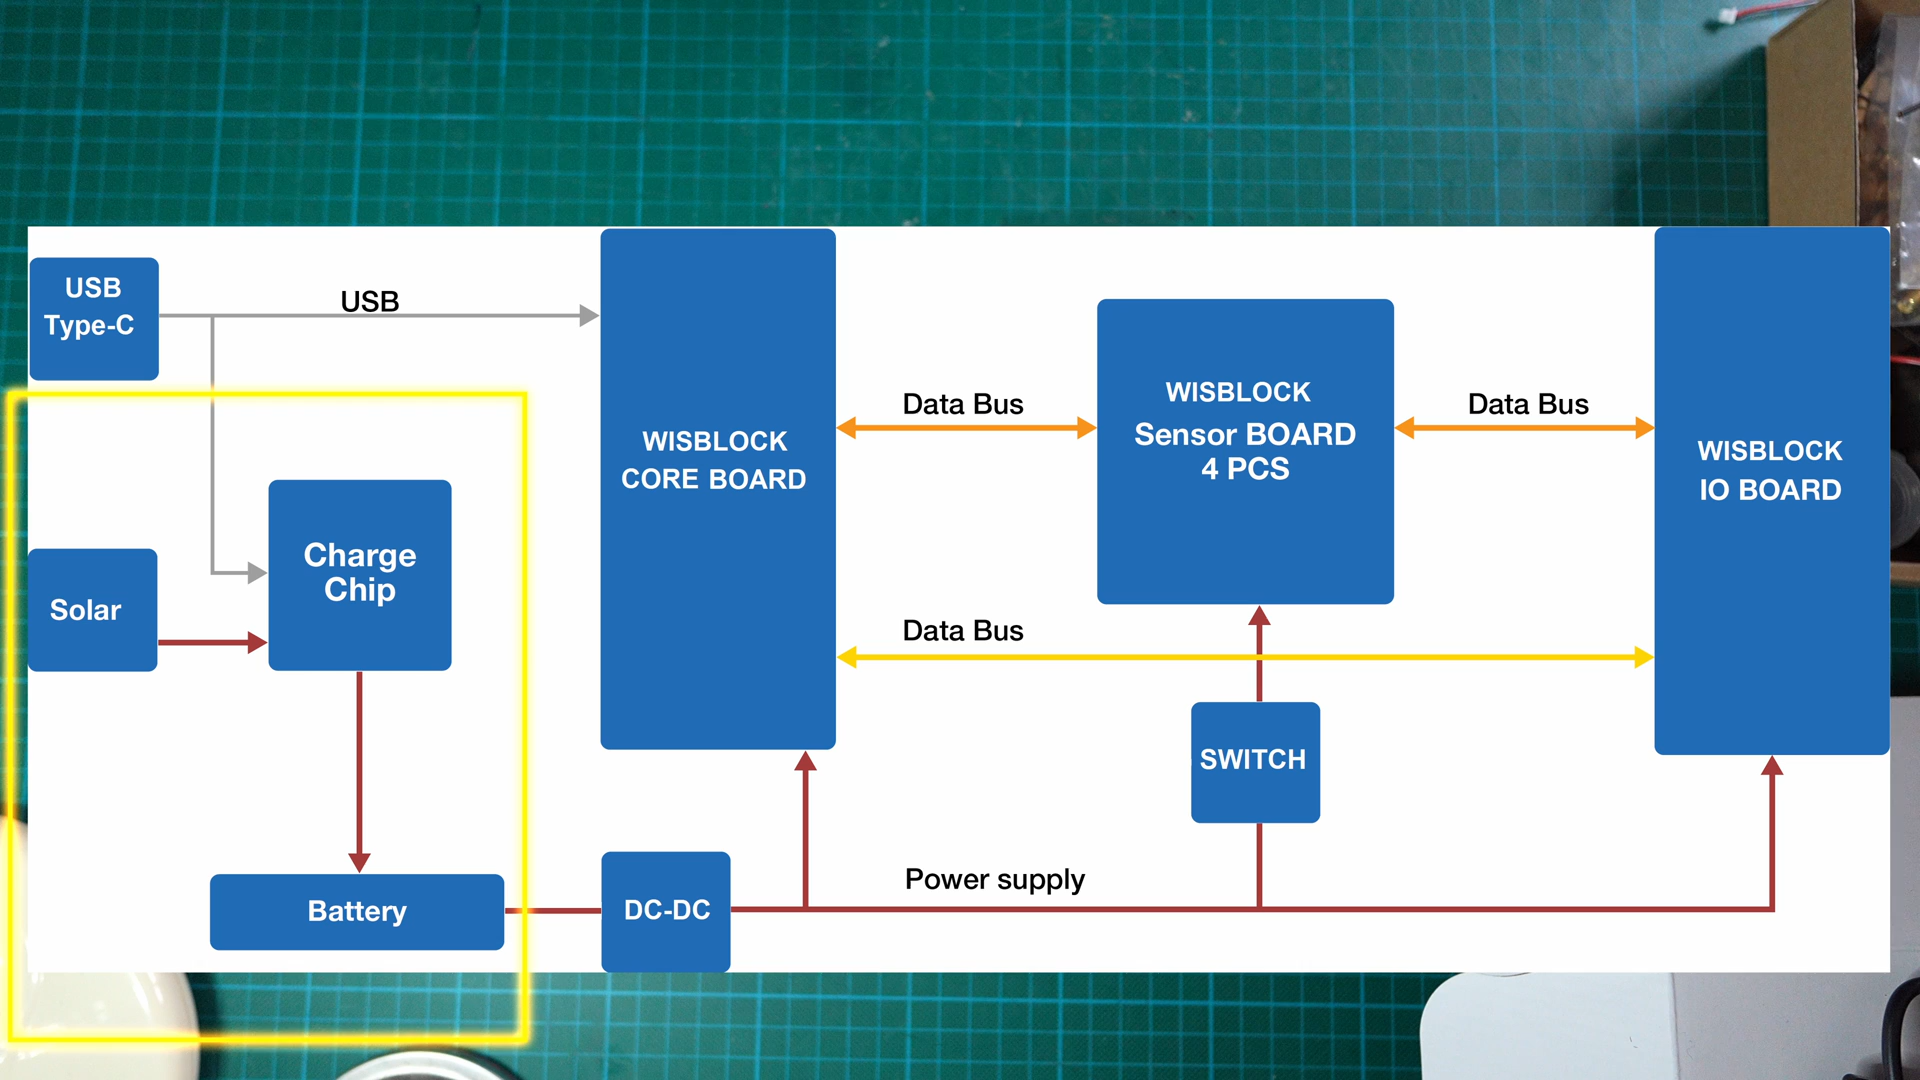 USB
Type-C
USB
WISBLOCK
CORE BOARD
Data Bus
WISBLOCK
Sensor BOARD
4 PCS
Data Bus
WISBLOCK
IO BOARD
Charge
Chip
Solar
Data Bus
SWITCH
Battery
DC-DC
Power supply